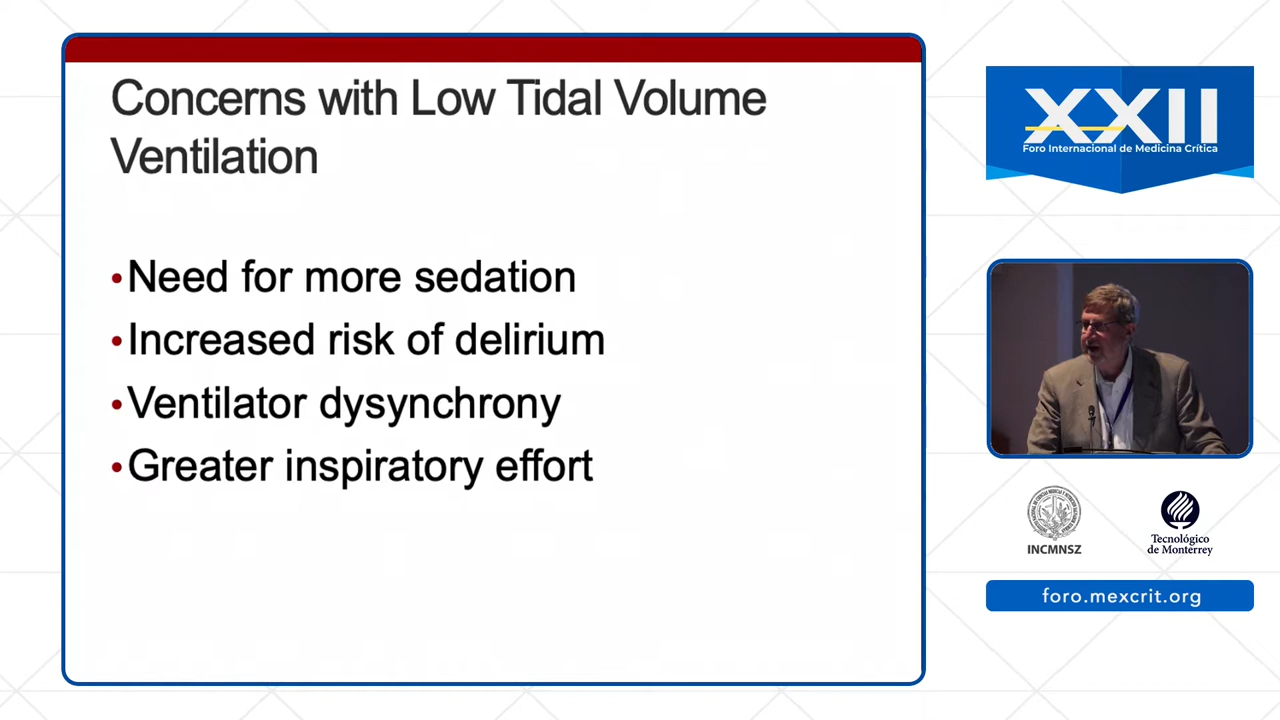 Concerns with Low Tidal Volume
Ventilation
•Need for more sedation
•Increased risk of delirium
•Ventilator dysynchrony
•Greater inspiratory effort
XXII
Foro Internacional de Medicina Crítica
INCMNSZ
Tecnológico
de Monterrey
foro.mexcrit.org